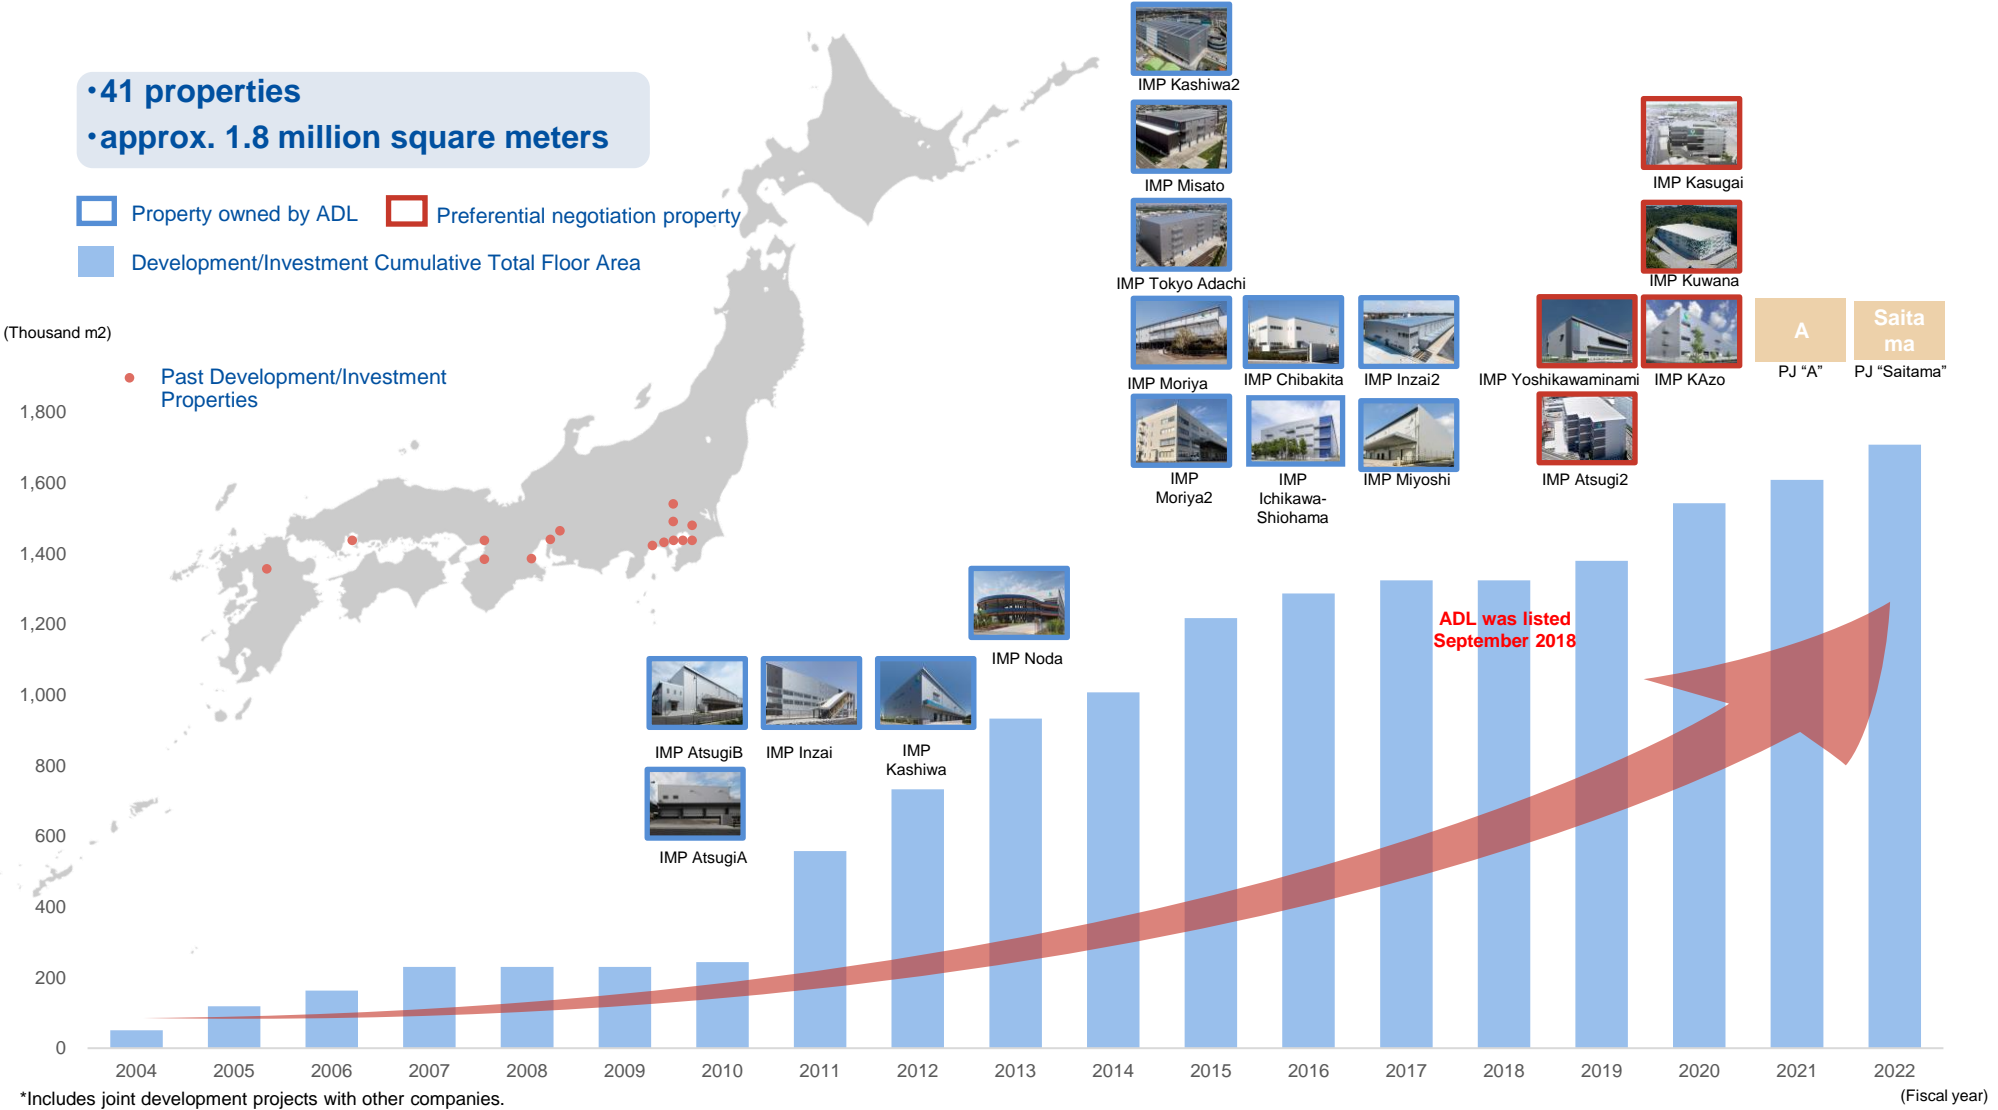 ・41 properties
・approx. 1.8 million square meters
Property owned by ADL
Preferential negotiation property
Development/Investment Cumulative Total Floor Area
(Thousand m2)
Past Development/Investment
Properties
1,800
1,600
1,400
1,200
1,000
800
600
400
200
0
IMP Kashiwa2
IMP Misato
IMP Tokyo Adachi
IMP Moriya
IMP Chibakita
IMP Inzai2
IMP
Moriya2
IMP
Ichikawa-
Shiohama
IMP Miyoshi
IMP Kasugai
IMP Kuwana
IMP Yoshikawaminami
IMP KAzo
IMP Atsugi2
A
PJ “A”
Saita
ma
PJ “Saitama”
IMP Noda
IMP AtsugiB
IMP Inzai
IMP
Kashiwa
IMP AtsugiA
ADL was listed
September 2018
2004
2005
2006
2007
2008
2009
2010
2011
2012
2013
2014
2015
2016
2017
2018
2019
2020
2021
2022
(Fiscal year)
*Includes joint development projects with other companies.